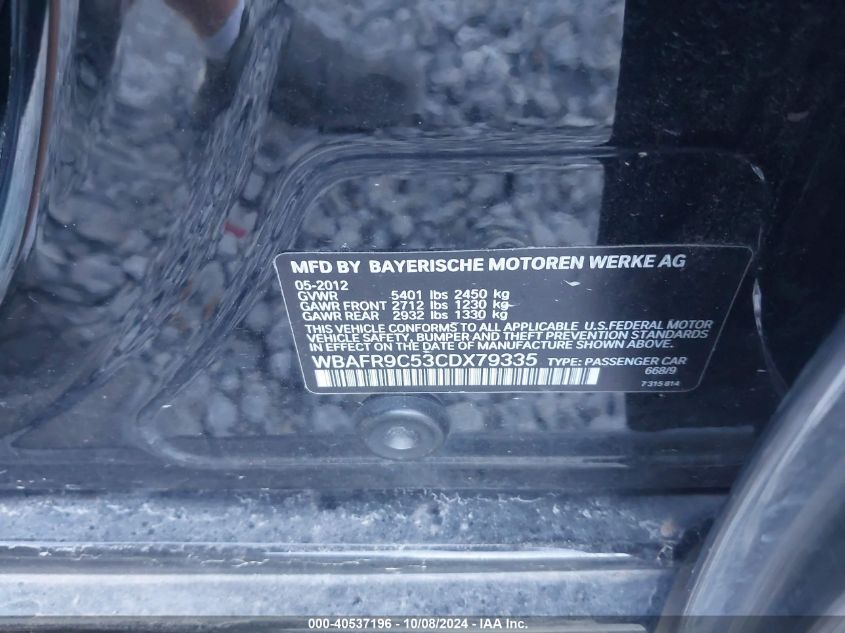 MFD BY BAYERISCHE MOTOREN WERKE AG
05-2012
GVWR 5401 lbs 2450 kg
GAWR FRONT 2712 lbs 1230 kg
GAWR REAR 2932 lbs 1330 kg
THIS VEHICLE CONFORMS TO ALL APPLICABLE U.S.FEDERAL MOTOR
VEHICLE SAFETY, BUMPER AND THEFT PREVENTION STANDARDS IN
EFFECT ON THE DATE OF MANUFACTURE SHOWN ABOVE.
WBAFR9C53CDX79335 TYPE: PASSENGER CAR
668/9
7 315 814
000-40537196 - 10/08/2024 - IAA Inc.